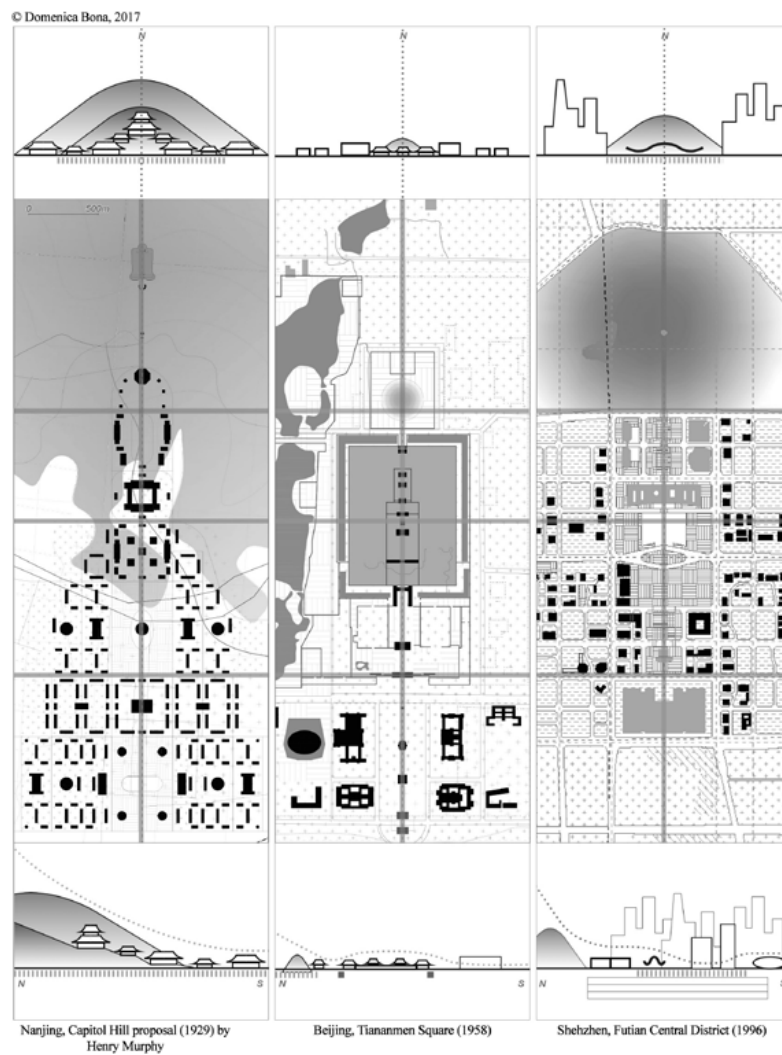 © Domenica Bona, 2017
N
N
N
0 500m
N S
N S
N S
Nanjing, Capitol Hill proposal (1929) by
Henry Murphy
Beijing, Tiananmen Square (1958)
Shehzhen, Futian Central District (1996)